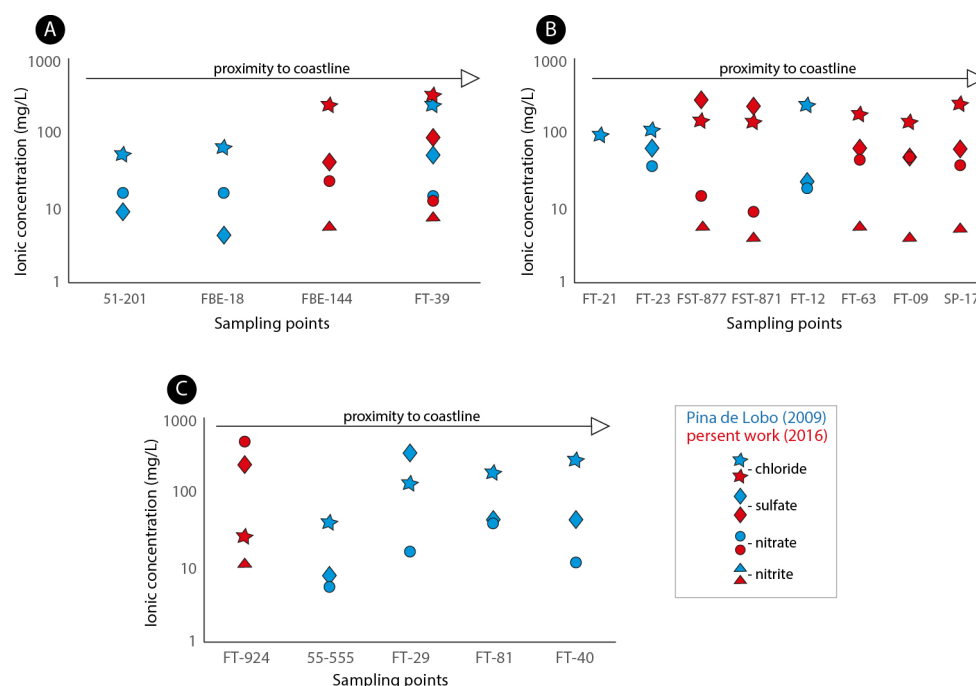 A
proximity to coastline
1000
100
10
1
Ionic concentration (mg/L)
51-201 FBE-18 FBE-144 FT-39
Sampling points
B
proximity to coastline
1000
100
10
1
Ionic concentration (mg/L)
FT-21 FT-23 FST-877 FST-871 FT-12 FT-63 FT-09 SP-17
Sampling points
C
proximity to coastline
1000
100
10
1
Ionic concentration (mg/L)
FT-924 55-555 FT-29 FT-81 FT-40
Sampling points
Pina de Lobo (2009)
persent work (2016)
- chloride
- sulfate
- nitrate
- nitrite